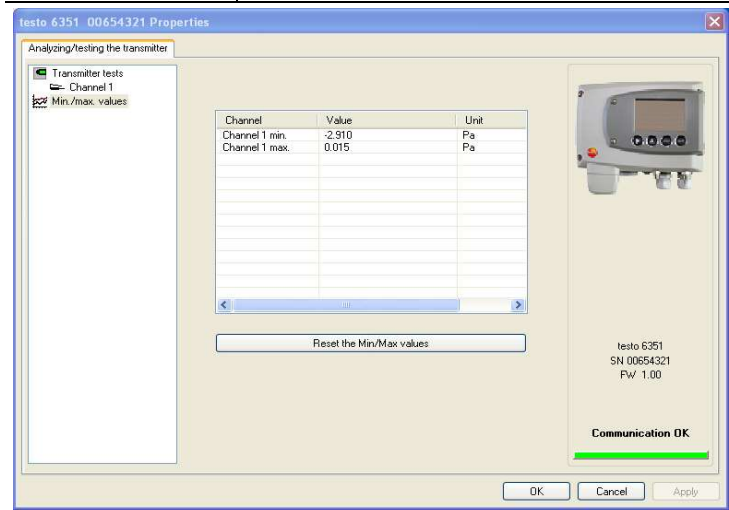 testo 6351 00654321 Properties
Analyzing/testing the transmitter
Transmitter tests
Channel 1
Min./max. values
Channel Value Unit
Channel 1 min. -2.910 Pa
Channel 1 max. 0.015 Pa
Reset the Min/Max values
testo 6351
SN 00654321
FW 1.00
Communication OK
OK Cancel Apply